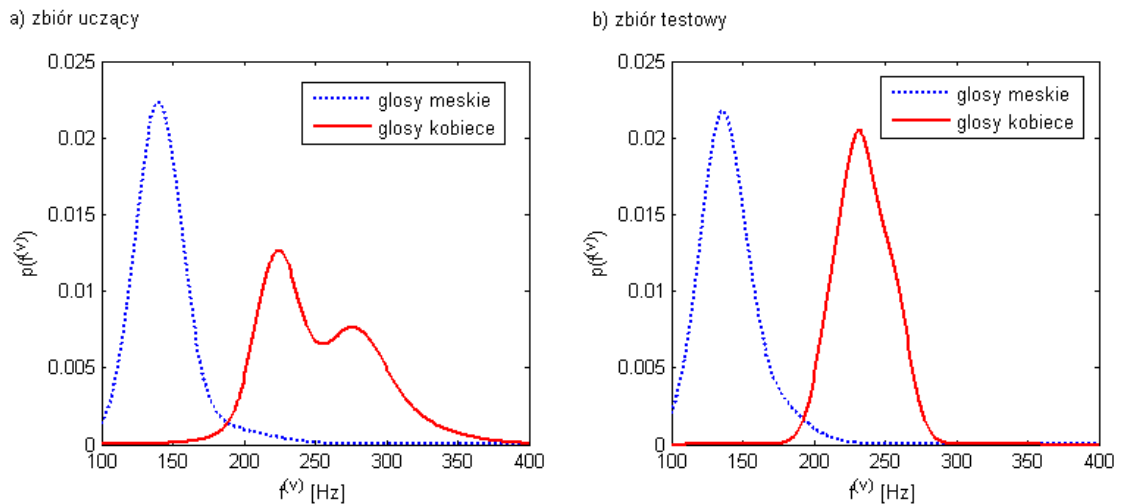 a) zbiór uczący
0.025
0.02
0.015
0.01
0.005
0
100
150
200
250
300
350
400
p(f(v))
f(v) [Hz]
glosy meskie
glosy kobiece
b) zbiór testowy
0.025
0.02
0.015
0.01
0.005
0
100
150
200
250
300
350
400
p(f(v))
f(v) [Hz]
glosy meskie
glosy kobiece